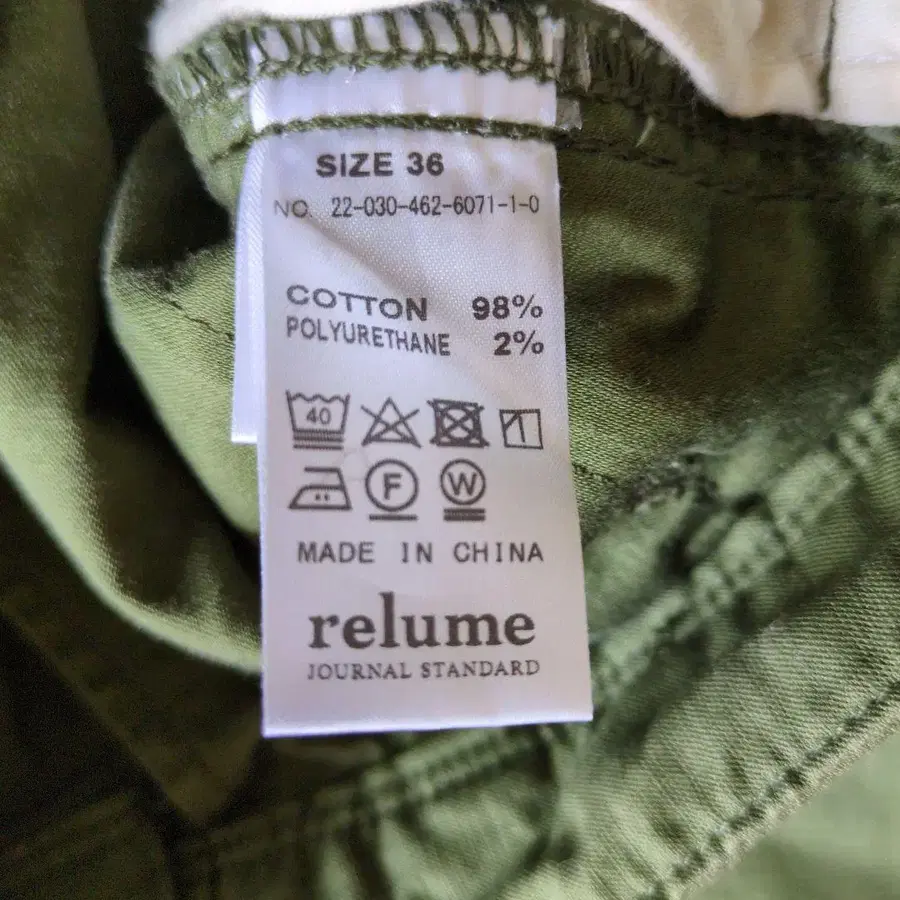 SIZE 36
NO. 22-030-462-6071-1-0
COTTON 98%
POLYURETHANE 2%
40
F W
MADE IN CHINA
relume
JOURNAL STANDARD